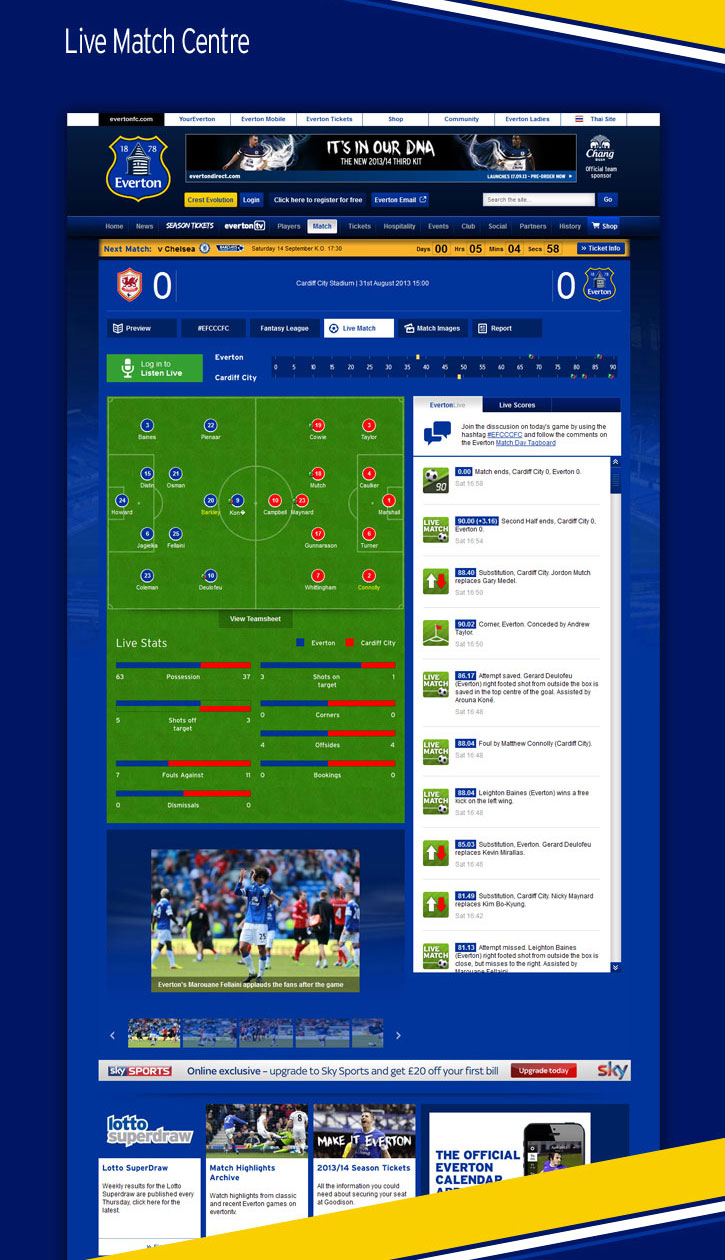 Live Match Centre
evertonfc.com YourEverton Everton Mobile Everton Tickets Shop Community Everton Ladies Thai Site
18 78
Everton
IT'S IN OUR DNA
THE NEW 2013/14 THIRD KIT
evertondirect.com
LAUNCHES 17.09.13 - PRE-ORDER NOW
Chang
Official team
sponsor
Crest Evolution Login Click here to register for free Everton Email Search the site... Go
Home News SEASON TICKETS everton tv Players Match Tickets Hospitality Events Club Social Partners History Shop
Next Match: v Chelsea Saturday 14 September K.O. 17:30 Days 00 Hrs 05 Mins 04 Secs 58 » Ticket Info
0 Cardiff City Stadium | 31st August 2013 15:00 0
Everton
Preview #EFCCCFC Fantasy League Live Match Match Images Report
Log in to
Listen Live
Everton
0 5 10 15 20 25 30 35 40 45 50 55 60 65 70 75 80 85 90
Cardiff City
3 22 19 3
Baines Pienaar Cowie Taylor
15 21 18 4
Distin Osman Mutch Caulker
24 20 9 10 23 1
Howard Barkley Kon� Campbell Maynard Marshall
6 25 17 6
Jagielka Fellaini Gunnarsson Turner
23 10 7 2
Coleman Deulofeu Whittingham Connolly
View Teamsheet
Live Stats Everton Cardiff City
63 Possession 37
3 Shots on target 1
5 Shots off target 3
0 Corners 0
4 Offsides 4
7 Fouls Against 11
0 Bookings 0
0 Dismissals 0
EvertonLive Live Scores
Join the disscusion on today's game by using the
hashtag #EFCCCFC and follow the comments on
the Everton Match Day Tagboard
90
0.00 Match ends, Cardiff City 0, Everton 0.
Sat 16:58
LIVE MATCH
90.00 (+3.16) Second Half ends, Cardiff City 0,
Everton 0.
Sat 16:54
88.40 Substitution, Cardiff City. Jordon Mutch
replaces Gary Medel.
Sat 16:50
90.02 Corner, Everton. Conceded by Andrew
Taylor.
Sat 16:50
LIVE MATCH
86.17 Attempt saved. Gerard Deulofeu
(Everton) right footed shot from outside the box is
saved in the top centre of the goal. Assisted by
Arouna Koné.
Sat 16:48
LIVE MATCH
88.04 Foul by Matthew Connolly (Cardiff City).
Sat 16:48
LIVE MATCH
88.04 Leighton Baines (Everton) wins a free
kick on the left wing.
Sat 16:48
85.03 Substitution, Everton. Gerard Deulofeu
replaces Kevin Mirallas.
Sat 16:48
81.49 Substitution, Cardiff City. Nicky Maynard
replaces Kim Bo-Kyung.
Sat 16:42
LIVE MATCH
81.13 Attempt missed. Leighton Baines
(Everton) left footed shot from outside the box is
close, but misses to the right. Assisted by
Marouane Fellaini.
25
Everton's Marouane Fellaini applauds the fans after the game
sky SPORTS Online exclusive – upgrade to Sky Sports and get £20 off your first bill Upgrade today sky
lotto
superdraw
MAKE IT EVERTON
Lotto SuperDraw
Weekly results for the Lotto
Superdraw are published every
Thursday, click here for the
latest.
Match Highlights
Archive
Watch highlights from classic
and recent Everton games on
evertontv.
2013/14 Season Tickets
All the information you could
need about securing your seat
at Goodison.
THE OFFICIAL
EVERTON
CALENDAR